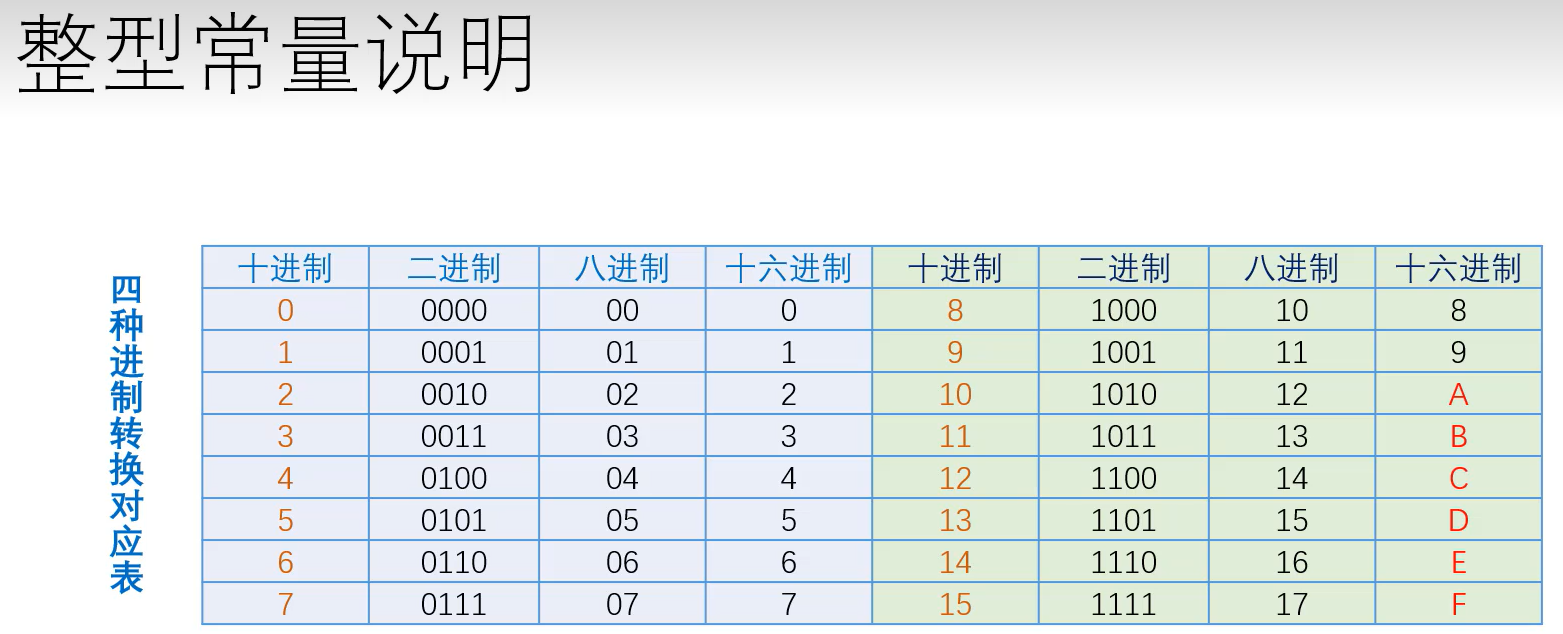 整型常量说明
四种进制转换对应表
十进制 二进制 八进制 十六进制 十进制 二进制 八进制 十六进制
0 0000 00 0 8 1000 10 8
1 0001 01 1 9 1001 11 9
2 0010 02 2 10 1010 12 A
3 0011 03 3 11 1011 13 B
4 0100 04 4 12 1100 14 C
5 0101 05 5 13 1101 15 D
6 0110 06 6 14 1110 16 E
7 0111 07 7 15 1111 17 F